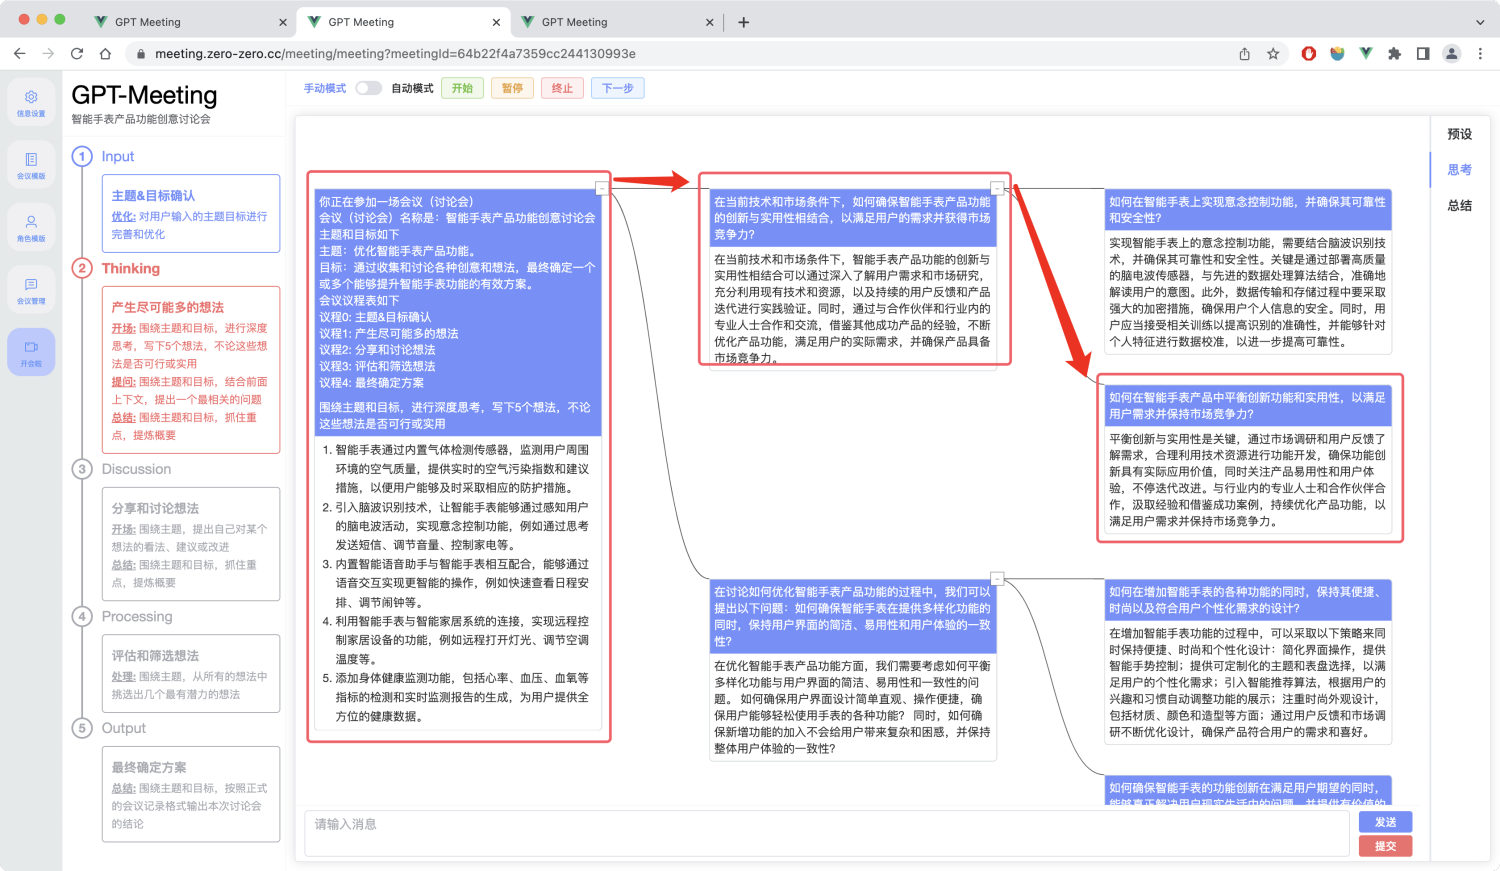 GPT Meeting
GPT Meeting
GPT Meeting
meeting.zero-zero.cc/meeting/meeting?meetingId=64b22f4a7359cc244130993e
信息设置
会议模版
角色模版
会议管理
开会啦
GPT-Meeting
智能手表产品功能创意讨论会
1 Input
主题&目标确认
优化: 对用户输入的主题目标进行
完善和优化
2 Thinking
产生尽可能多的想法
开场: 围绕主题和目标，进行深度
思考，写下5个想法，不论这些想
法是否可行或实用
提问: 围绕主题和目标，结合前面
上下文，提出一个最相关的问题
总结: 围绕主题和目标，抓住重
点，提炼概要
3 Discussion
分享和讨论想法
开场: 围绕主题，提出自己对某个
想法的看法、建议或改进
总结: 围绕主题和目标，抓住重
点，提炼概要
4 Processing
评估和筛选想法
处理: 围绕主题，从所有的想法中
挑选出几个最有潜力的想法
5 Output
最终确定方案
总结: 围绕主题和目标，按照正式
的会议记录格式输出本次讨论会
的结论
手动模式 自动模式 开始 暂停 终止 下一步
你正在参加一场会议（讨论会）
会议（讨论会）名称是：智能手表产品功能创意讨论会
主题和目标如下
主题：优化智能手表产品功能。
目标：通过收集和讨论各种创意和想法，最终确定一个
或多个能够提升智能手表功能的有效方案。
会议议程表如下
议程0: 主题&目标确认
议程1: 产生尽可能多的想法
议程2: 分享和讨论想法
议程3: 评估和筛选想法
议程4: 最终确定方案
围绕主题和目标，进行深度思考，写下5个想法，不论
这些想法是否可行或实用
1. 智能手表通过内置气体检测传感器，监测用户周围
环境的空气质量，提供实时的空气污染指数和建议
措施，以便用户能够及时采取相应的防护措施。
2. 引入脑波识别技术，让智能手表能够通过感知用户
的脑电波活动，实现意念控制功能，例如通过思考
发送短信、调节音量、控制家电等。
3. 内置智能语音助手与智能手表相互配合，能够通过
语音交互实现更智能的操作，例如快速查看日程安
排、调节闹钟等。
4. 利用智能手表与智能家居系统的连接，实现远程控
制家居设备的功能，例如远程打开灯光、调节空调
温度等。
5. 添加身体健康监测功能，包括心率、血压、血氧等
指标的检测和实时监测报告的生成，为用户提供全
方位的健康数据。
在当前技术和市场条件下，如何确保智能手表产品功能
的创新与实用性相结合，以满足用户的需求并获得市场
竞争力？
在当前技术和市场条件下，智能手表产品功能的创新与
实用性相结合可以通过深入了解用户需求和市场研究，
充分利用现有技术和资源，以及持续的用户反馈和产品
迭代进行实践验证。同时，通过与合作伙伴和行业内的
专业人士合作和交流，借鉴其他成功产品的经验，不断
优化产品功能，满足用户的实际需求，并确保产品具备
市场竞争力。
在讨论如何优化智能手表产品功能的过程中，我们可以
提出以下问题：如何确保智能手表在提供多样化功能的
同时，保持用户界面的简洁、易用性和用户体验的一致
性？
在优化智能手表产品功能方面，我们需要考虑如何平衡
多样化功能与用户界面的简洁、易用性和一致性的问
题。 如何确保用户界面设计简单直观、操作便捷，确
保用户能够轻松使用手表的各种功能？ 同时，如何确
保新增功能的加入不会给用户带来复杂和困惑，并保持
整体用户体验的一致性？
如何在智能手表上实现意念控制功能，并确保其可靠性
和安全性？
实现智能手表上的意念控制功能，需要结合脑波识别技
术，并确保其可靠性和安全性。关键是通过部署高质量
的脑电波传感器，与先进的数据处理算法结合，准确地
解读用户的意图。此外，数据传输和存储过程中要采取
强大的加密措施，确保用户个人信息的安全。同时，用
户应当接受相关训练以提高识别的准确性，并能够针对
个人特征进行数据校准，以进一步提高可靠性。
如何在智能手表产品中平衡创新功能和实用性，以满足
用户需求并保持市场竞争力？
平衡创新与实用性是关键，通过市场调研和用户反馈了
解需求，合理利用技术资源进行功能开发，确保功能创
新具有实际应用价值，同时关注产品易用性和用户体
验，不停迭代改进。与行业内的专业人士和合作伙伴合
作，汲取经验和借鉴成功案例，持续优化产品功能，以
满足用户需求并保持市场竞争力。
如何在增加智能手表的各种功能的同时，保持其便捷、
时尚以及符合用户个性化需求的设计？
在增加智能手表功能的过程中，可以采取以下策略来同
时保持便捷、时尚和个性化设计：简化界面操作，提供
智能手势控制；提供可定制化的主题和表盘选择，以满
足用户的个性化需求；引入智能推荐算法，根据用户的
兴趣和习惯自动调整功能的展示；注重时尚外观设计，
包括材质、颜色和造型等方面；通过用户反馈和市场调
研不断优化设计，确保产品符合用户的需求和喜好。
如何确保智能手表的功能创新在满足用户期望的同时，
能够真正解决用户现实生活中的问题，并提供有价值的
预设
思考
总结
请输入消息
发送
提交